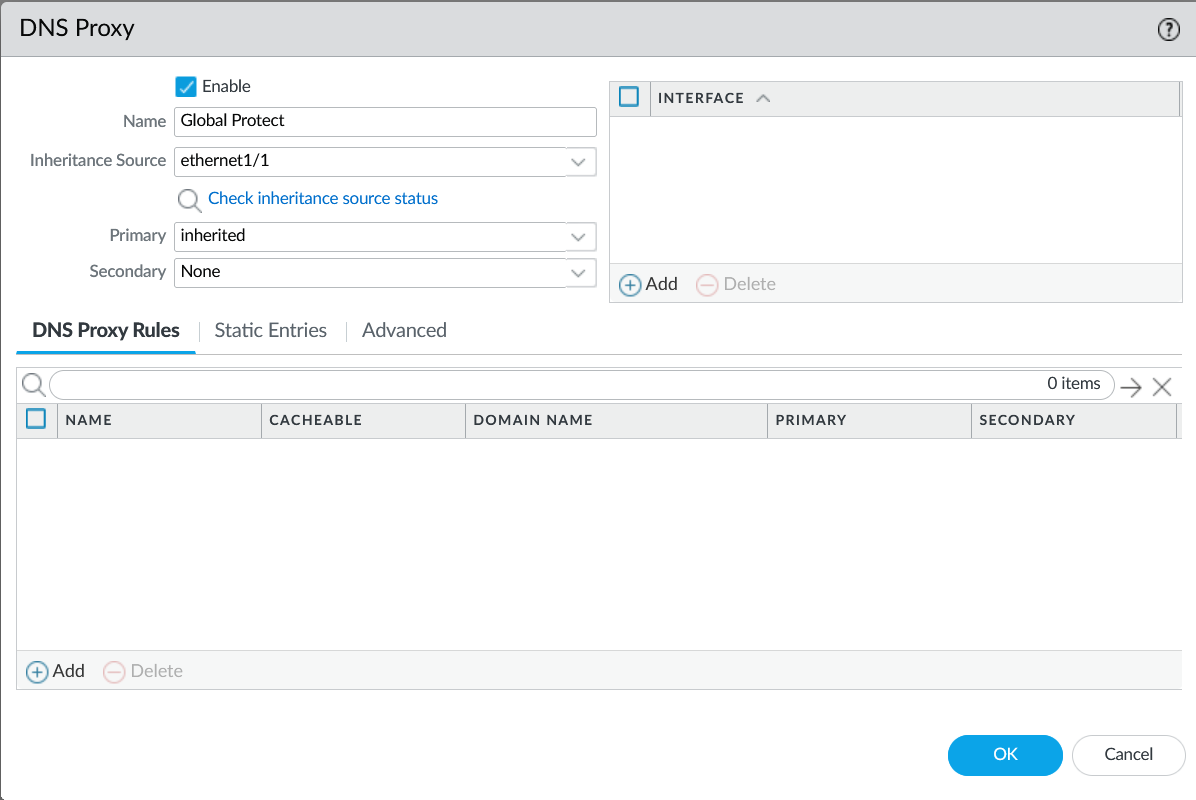 DNS Proxy
Enable
Name Global Protect
Inheritance Source ethernet1/1
Check inheritance source status
Primary inherited
Secondary None
INTERFACE
Add Delete
DNS Proxy Rules Static Entries Advanced
0 items
NAME CACHEABLE DOMAIN NAME PRIMARY SECONDARY
Add Delete
OK Cancel